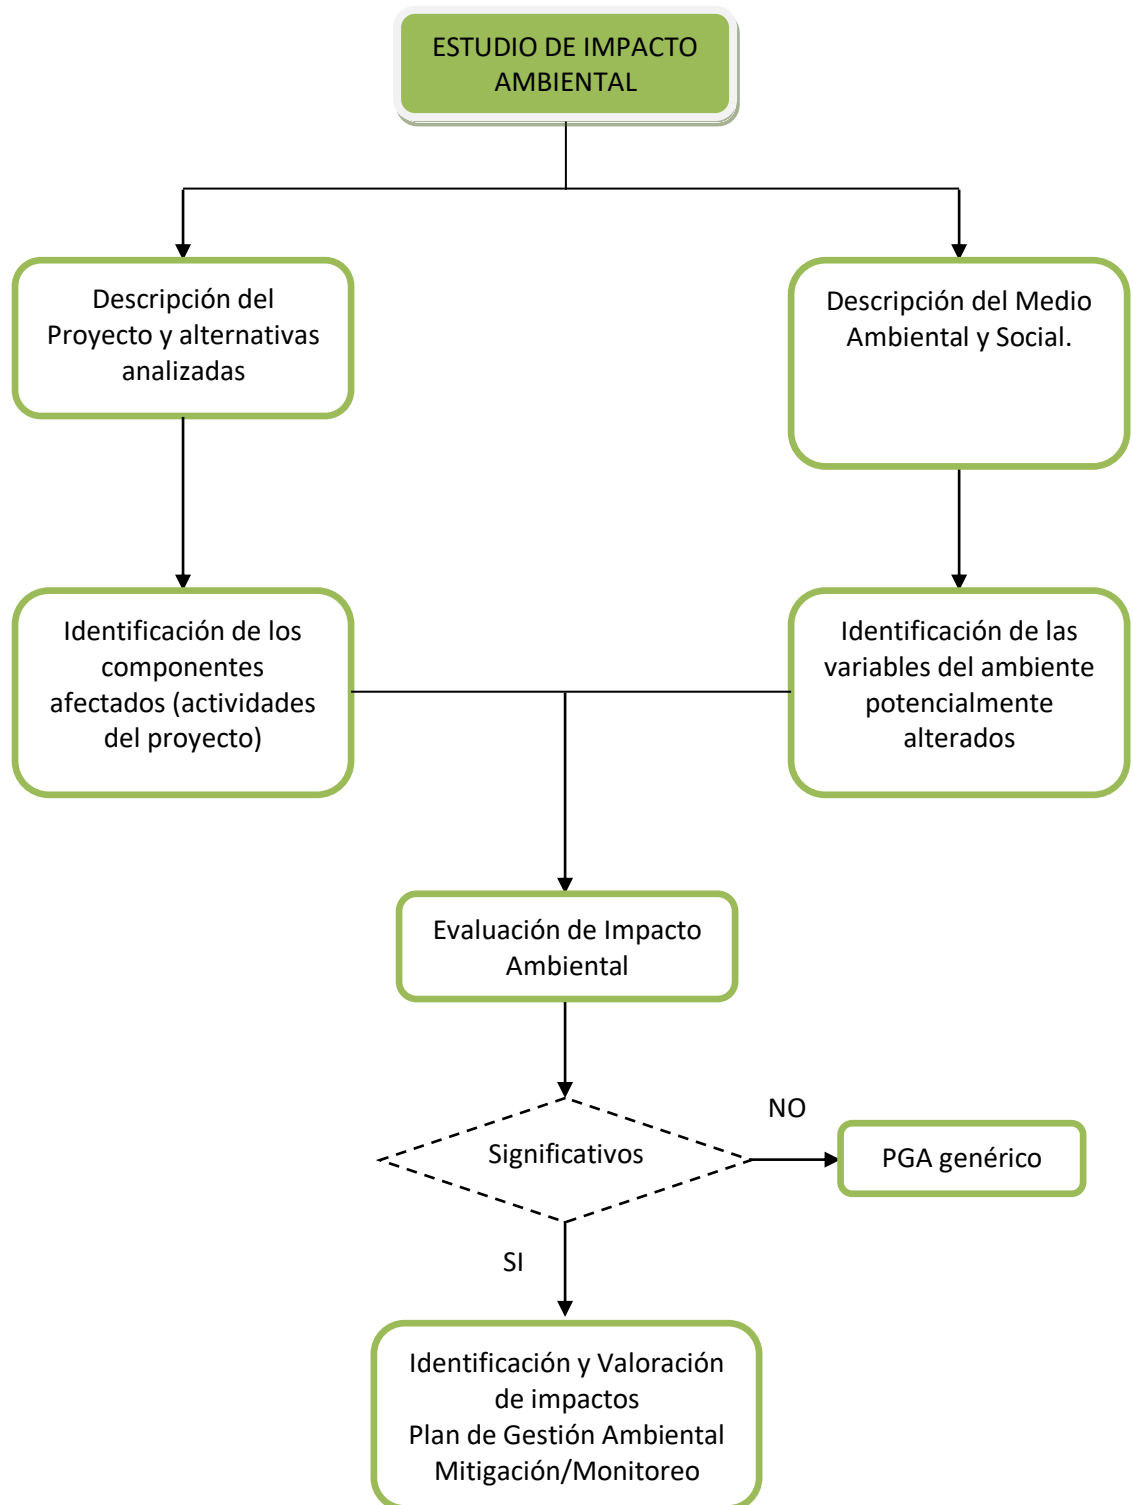 ESTUDIO DE IMPACTO
AMBIENTAL
Descripción del
Proyecto y alternativas
analizadas
Descripción del Medio
Ambiental y Social.
Identificación de los
componentes
afectados (actividades
del proyecto)
Identificación de las
variables del ambiente
potencialmente
alterados
Evaluación de Impacto
Ambiental
Significativos
NO
PGA genérico
SI
Identificación y Valoración
de impactos
Plan de Gestión Ambiental
Mitigación/Monitoreo